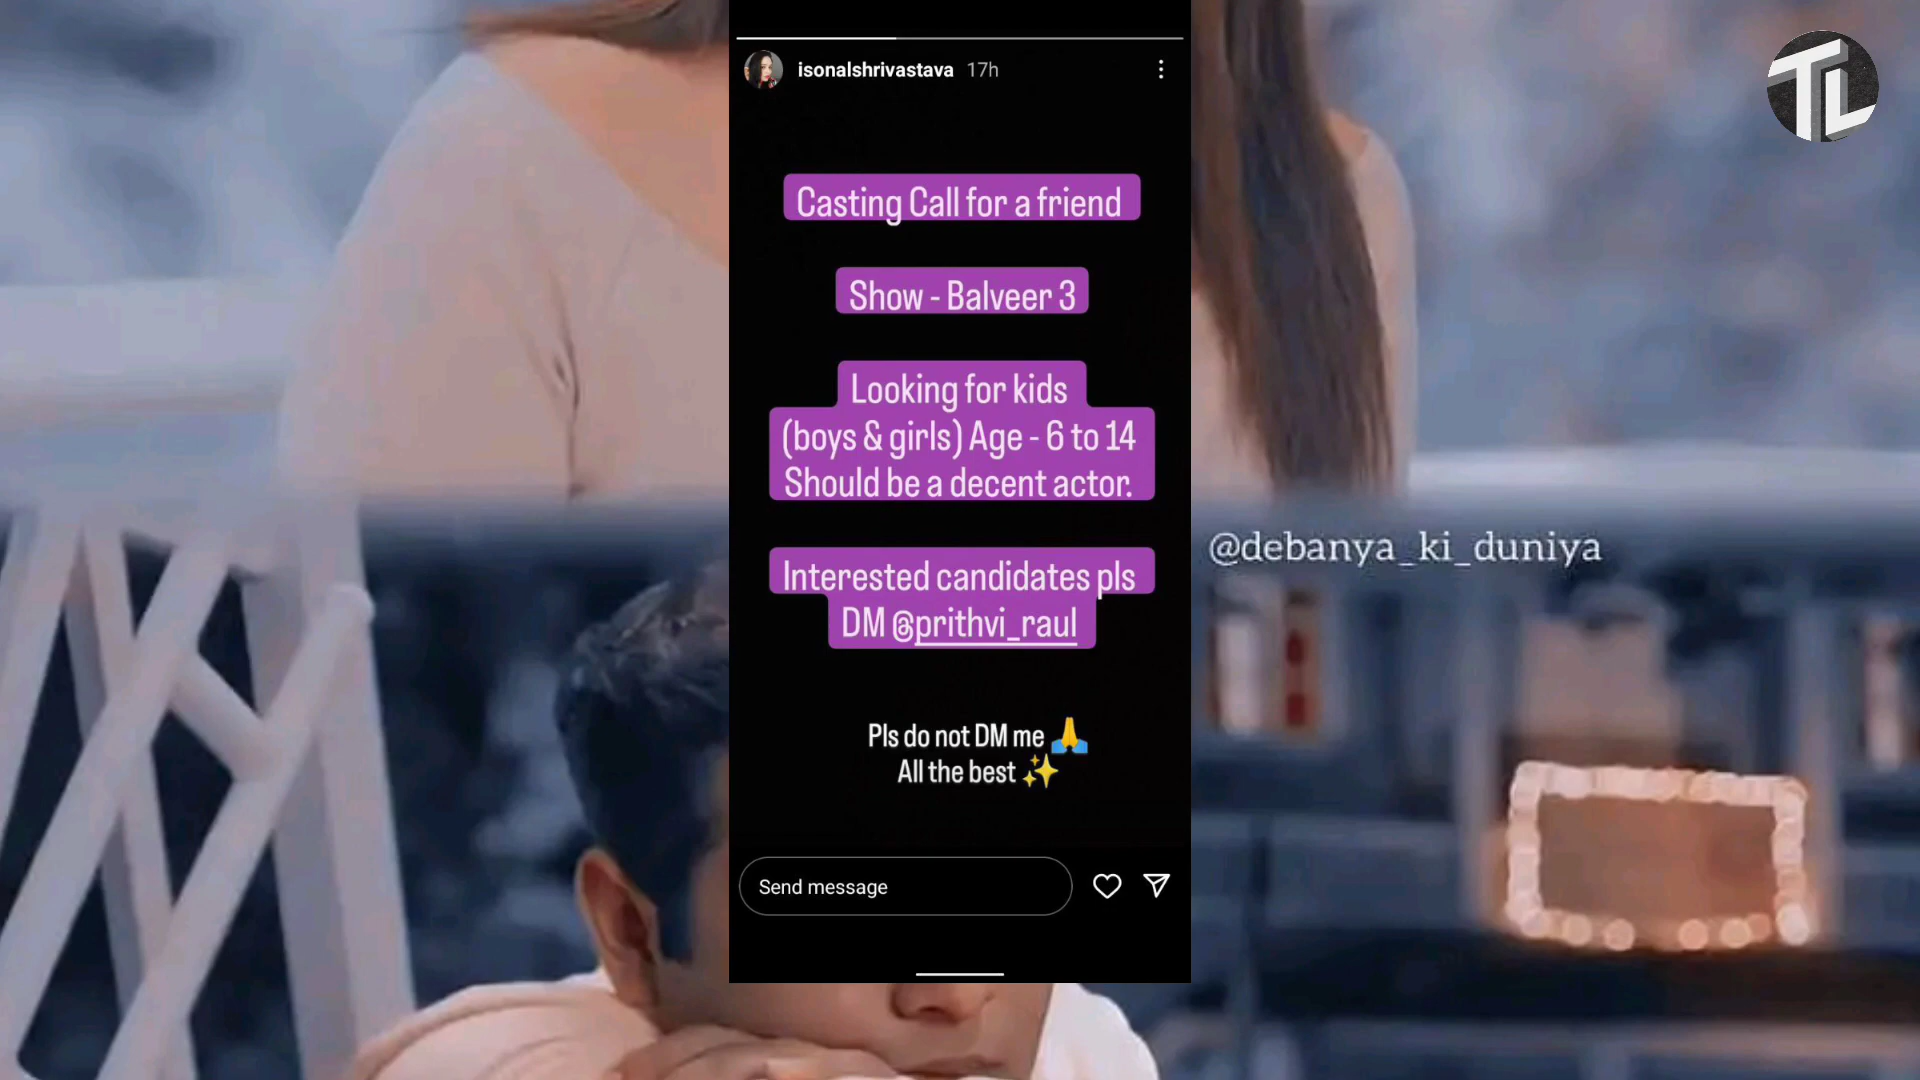 isonalshrivastava 17h
TL
Casting Call for a friend
Show - Balveer 3
Looking for kids
(boys & girls) Age - 6 to 14
Should be a decent actor.
@debanya_ki_duniya
Interested candidates pls
DM @prithvi_raul
Pls do not DM me 🙏
All the best ✨
Send message